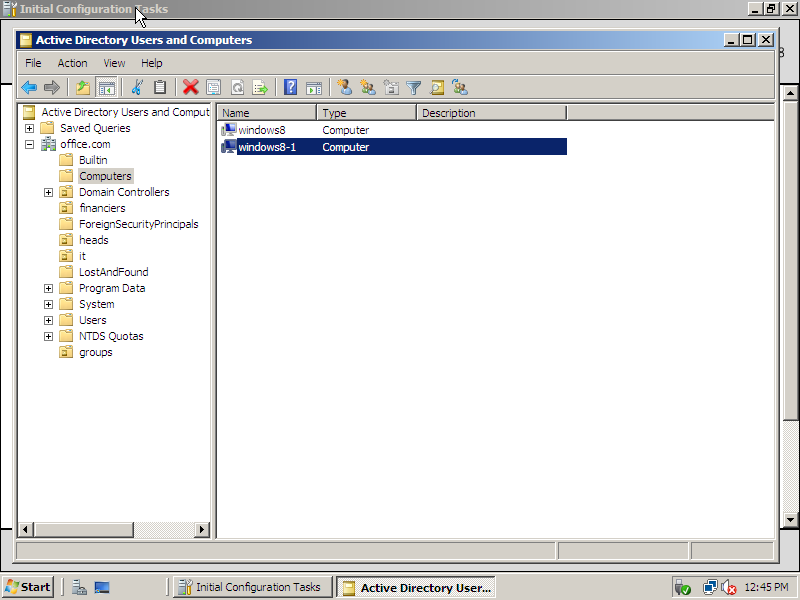 Initial Configuration Tasks
Active Directory Users and Computers
File Action View Help
Active Directory Users and Comput
Saved Queries
office.com
Builtin
Computers
Domain Controllers
financiers
ForeignSecurityPrincipals
heads
it
LostAndFound
Program Data
System
Users
NTDS Quotas
groups
Name Type Description
windows8 Computer
windows8-1 Computer
Start Initial Configuration Tasks Active Directory User... 12:45 PM